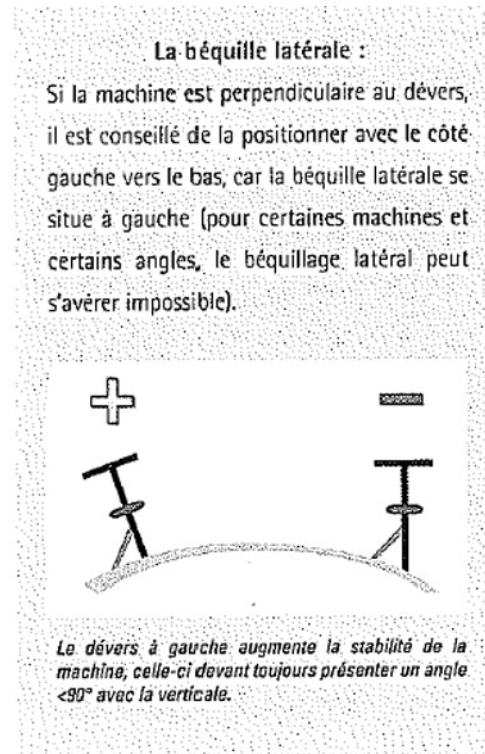 La béquille latérale :
Si la machine est perpendiculaire au dévers,
il est conseillé de la positionner avec le côté
gauche vers le bas, car la béquille latérale se
situe à gauche (pour certaines machines et
certains angles, le béquillage latéral peut
s'avérer impossible).
Le dévers à gauche augmente la stabilité de la
machine, celle-ci devant toujours présenter un angle
<90° avec la verticale.